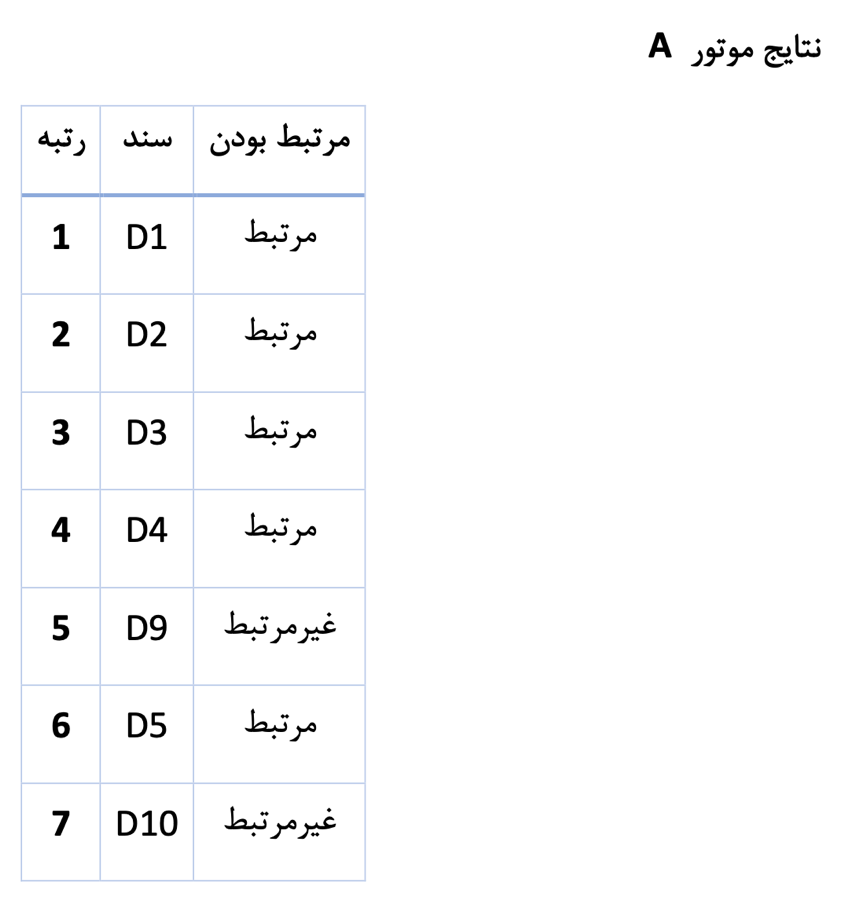 نتایج موتور A
رتبه سند مرتبط بودن
1 D1 مرتبط
2 D2 مرتبط
3 D3 مرتبط
4 D4 مرتبط
5 D9 غیرمرتبط
6 D5 مرتبط
7 D10 غیرمرتبط